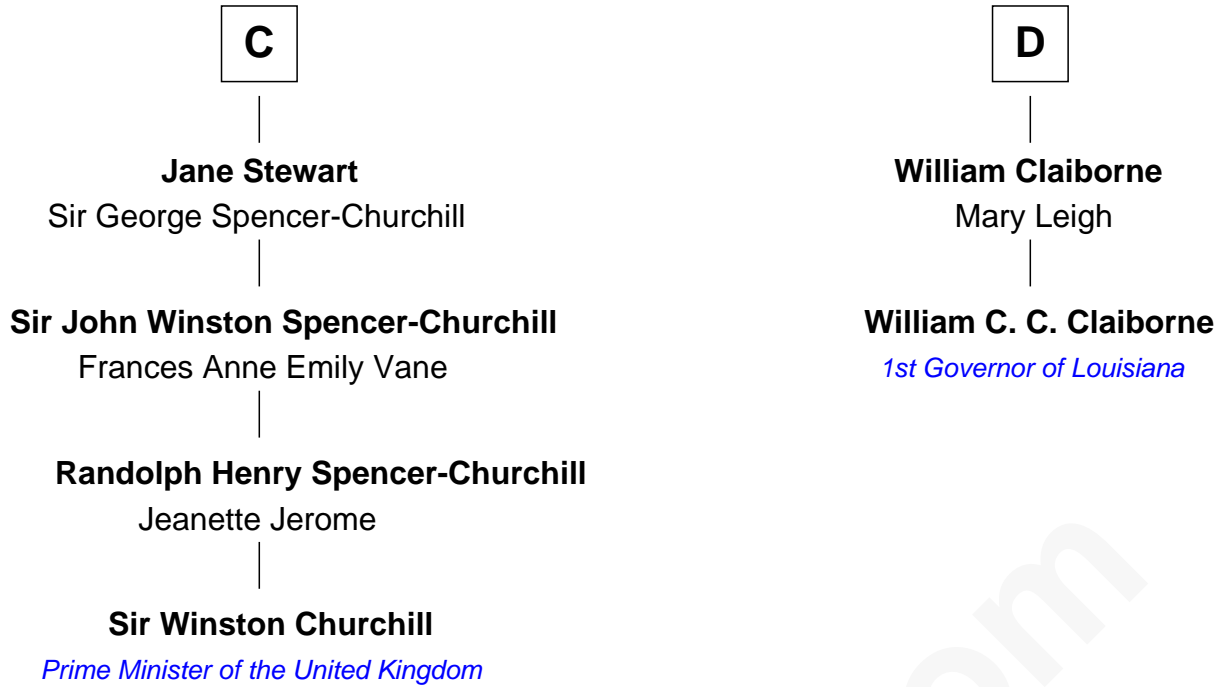 C
Jane Stewart
Sir George Spencer-Churchill
Sir John Winston Spencer-Churchill
Frances Anne Emily Vane
Randolph Henry Spencer-Churchill
Jeanette Jerome
Sir Winston Churchill
Prime Minister of the United Kingdom
D
William Claiborne
Mary Leigh
William C. C. Claiborne
1st Governor of Louisiana